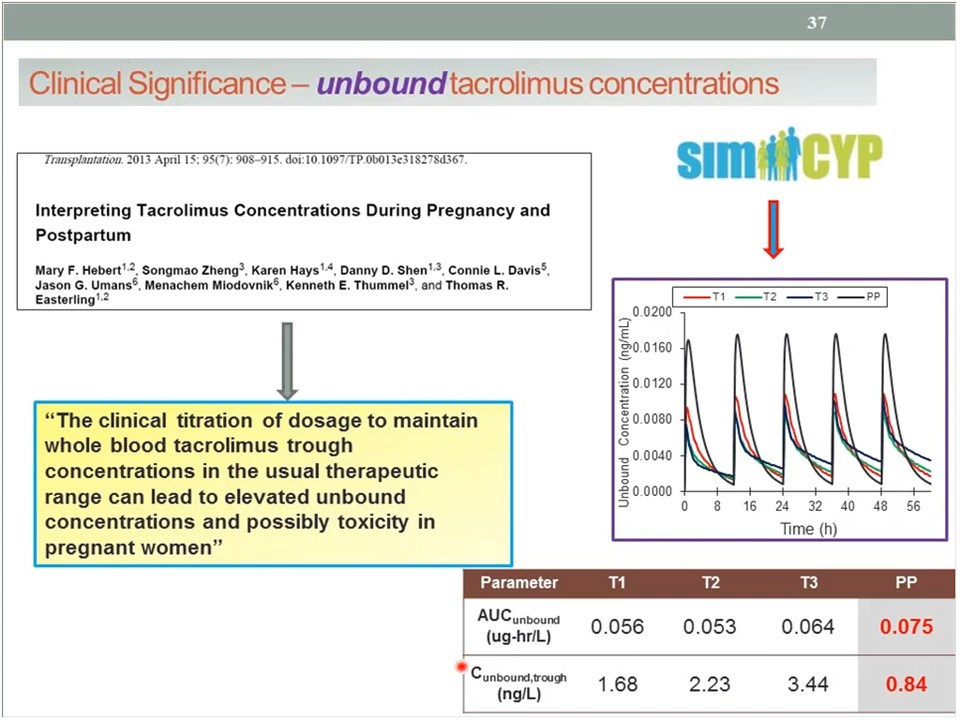 37
Clinical Significance – unbound tacrolimus concentrations
Transplantation. 2013 April 15; 95(7): 908–915. doi:10.1097/TP.0b013e318278d367.
Interpreting Tacrolimus Concentrations During Pregnancy and
Postpartum
Mary F. Hebert1,2, Songmao Zheng3, Karen Hays1,4, Danny D. Shen1,3, Connie L. Davis5,
Jason G. Umans6, Menachem Miodovnik6, Kenneth E. Thummel3, and Thomas R.
Easterling1,2
“The clinical titration of dosage to maintain
whole blood tacrolimus trough
concentrations in the usual therapeutic
range can lead to elevated unbound
concentrations and possibly toxicity in
pregnant women”
simCYP
T1 T2 T3 PP
Unbound Concentration (ng/mL)
0.0200
0.0160
0.0120
0.0080
0.0040
0.0000
0 8 16 24 32 40 48 56
Time (h)
Parameter T1 T2 T3 PP
AUCunbound
(ug-hr/L) 0.056 0.053 0.064 0.075
Cunbound,trough
(ng/L) 1.68 2.23 3.44 0.84